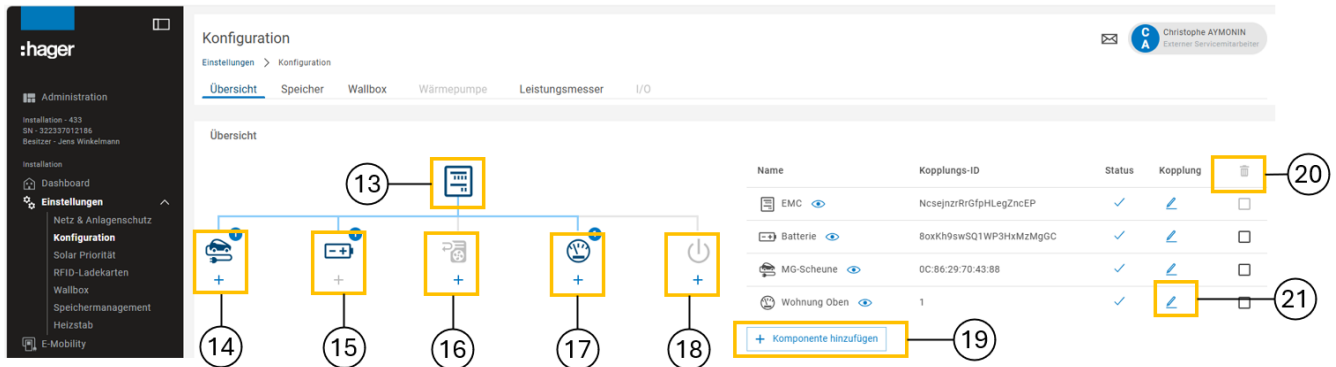 :hager
Administration
Installation - 433
SN - 322337012186
Besitzer - Jens Winkelmann
Installation
Dashboard
Einstellungen
Netz & Anlagenschutz
Konfiguration
Solar Priorität
RFID-Ladekarten
Wallbox
Speichermanagement
Heizstab
E-Mobility
Konfiguration
Einstellungen > Konfiguration
C A
Christophe AYMONIN
Externer Servicemitarbeiter
Übersicht Speicher Wallbox Wärmepumpe Leistungsmesser I/O
Übersicht
13
14
15
16
17
18
Name Kopplungs-ID Status Kopplung
20
EMC NcsejnzrRrGfpHLegZncEP
Batterie 8oxKh9swSQ1WP3HxMzMgGC
MG-Scheune 0C:86:29:70:43:88
Wohnung Oben 1
21
+ Komponente hinzufügen
19